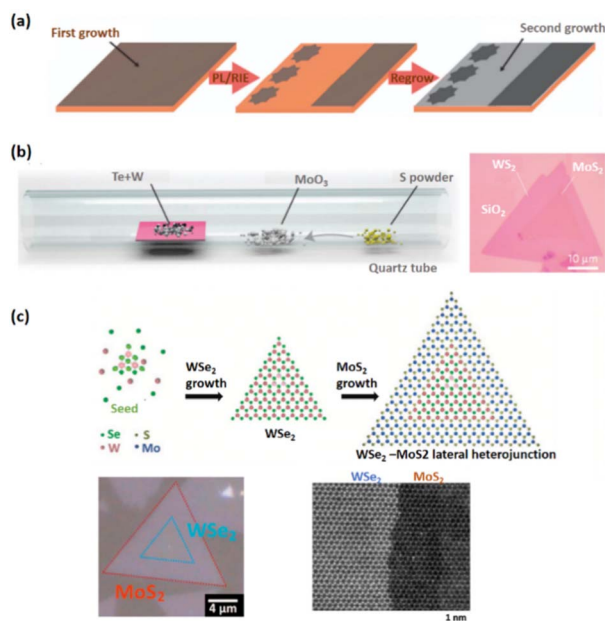 (a)
First growth
Second growth
PL/RIE
Regrow
(b)
Te+W
MoO3
S powder
Quartz tube
WS2
MoS2
SiO2
10 μm
(c)
WSe2
growth
MoS2
growth
Seed
Se
S
W
Mo
WSe2
WSe2 –MoS2 lateral heterojunction
WSe2
MoS2
WSe2
MoS2
4 μm
1 nm